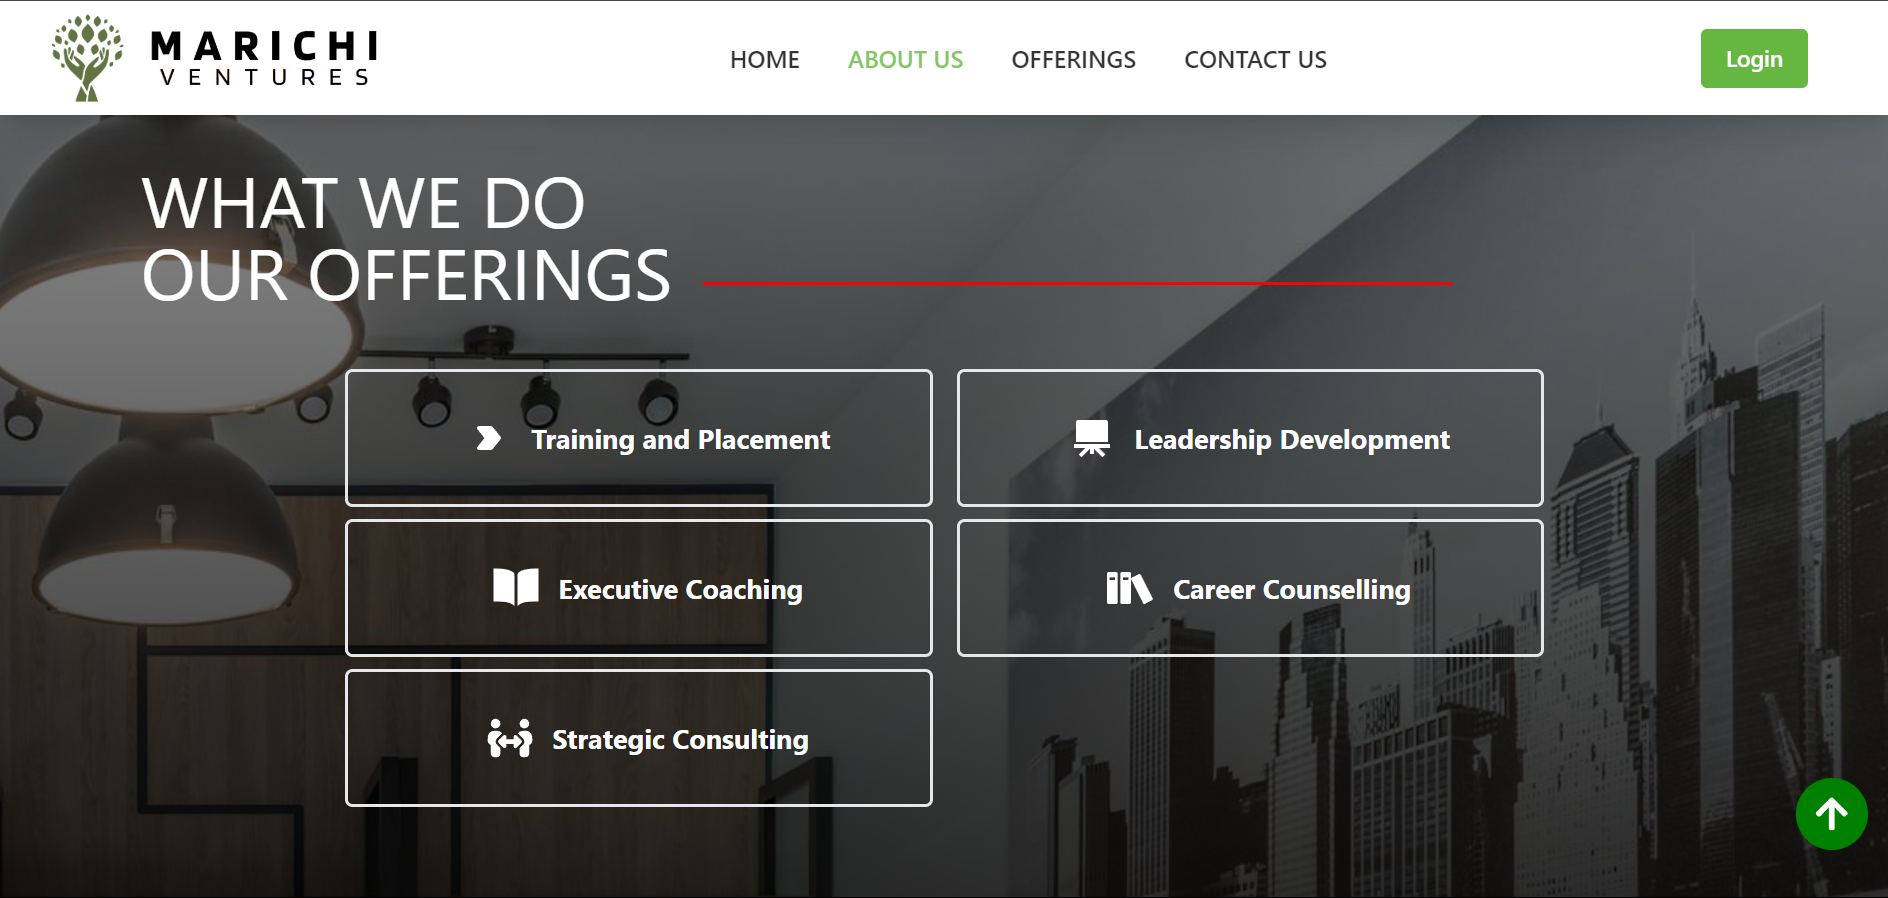 MARICHI
VENTURES
HOME
ABOUT US
OFFERINGS
CONTACT US
Login
WHAT WE DO
OUR OFFERINGS
Training and Placement
Leadership Development
Executive Coaching
Career Counselling
Strategic Consulting